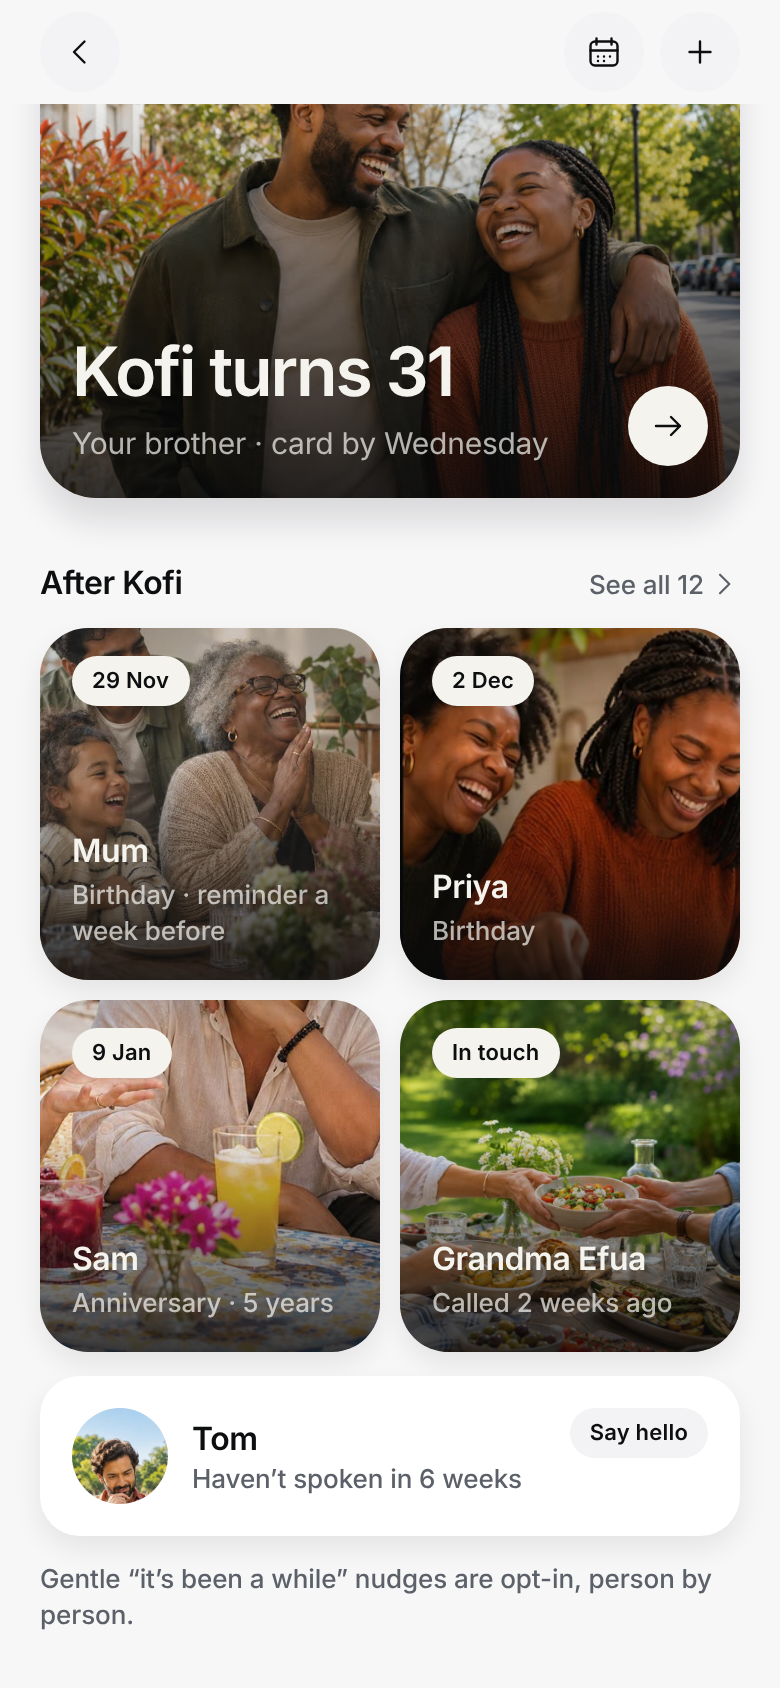 Kofi turns 31
Your brother · card by Wednesday
After Kofi
See all 12
29 Nov
Mum
Birthday · reminder a
week before
2 Dec
Priya
Birthday
9 Jan
Sam
Anniversary · 5 years
In touch
Grandma Efua
Called 2 weeks ago
Tom
Haven’t spoken in 6 weeks
Say hello
Gentle “it’s been a while” nudges are opt-in, person by
person.